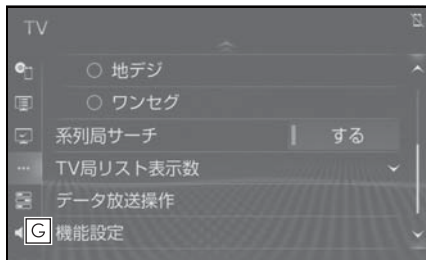 TV
地デジ
ワンセグ
系列局サーチ する
TV局リスト表示数
データ放送操作
G 機能設定